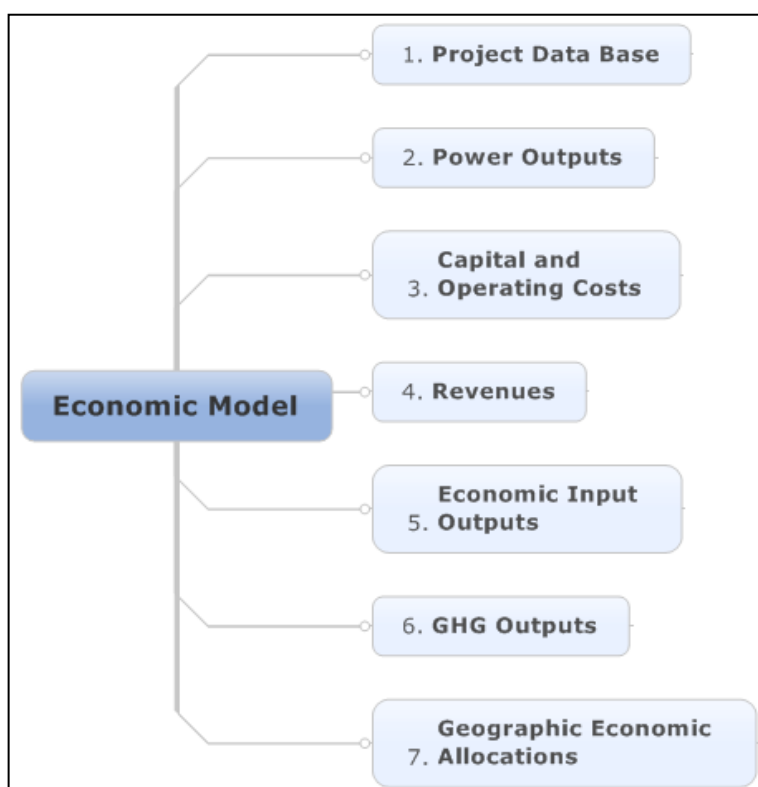 1. Project Data Base
2. Power Outputs
Capital and
3. Operating Costs
4. Revenues
Economic Model
Economic Input
5. Outputs
6. GHG Outputs
Geographic Economic
7. Allocations